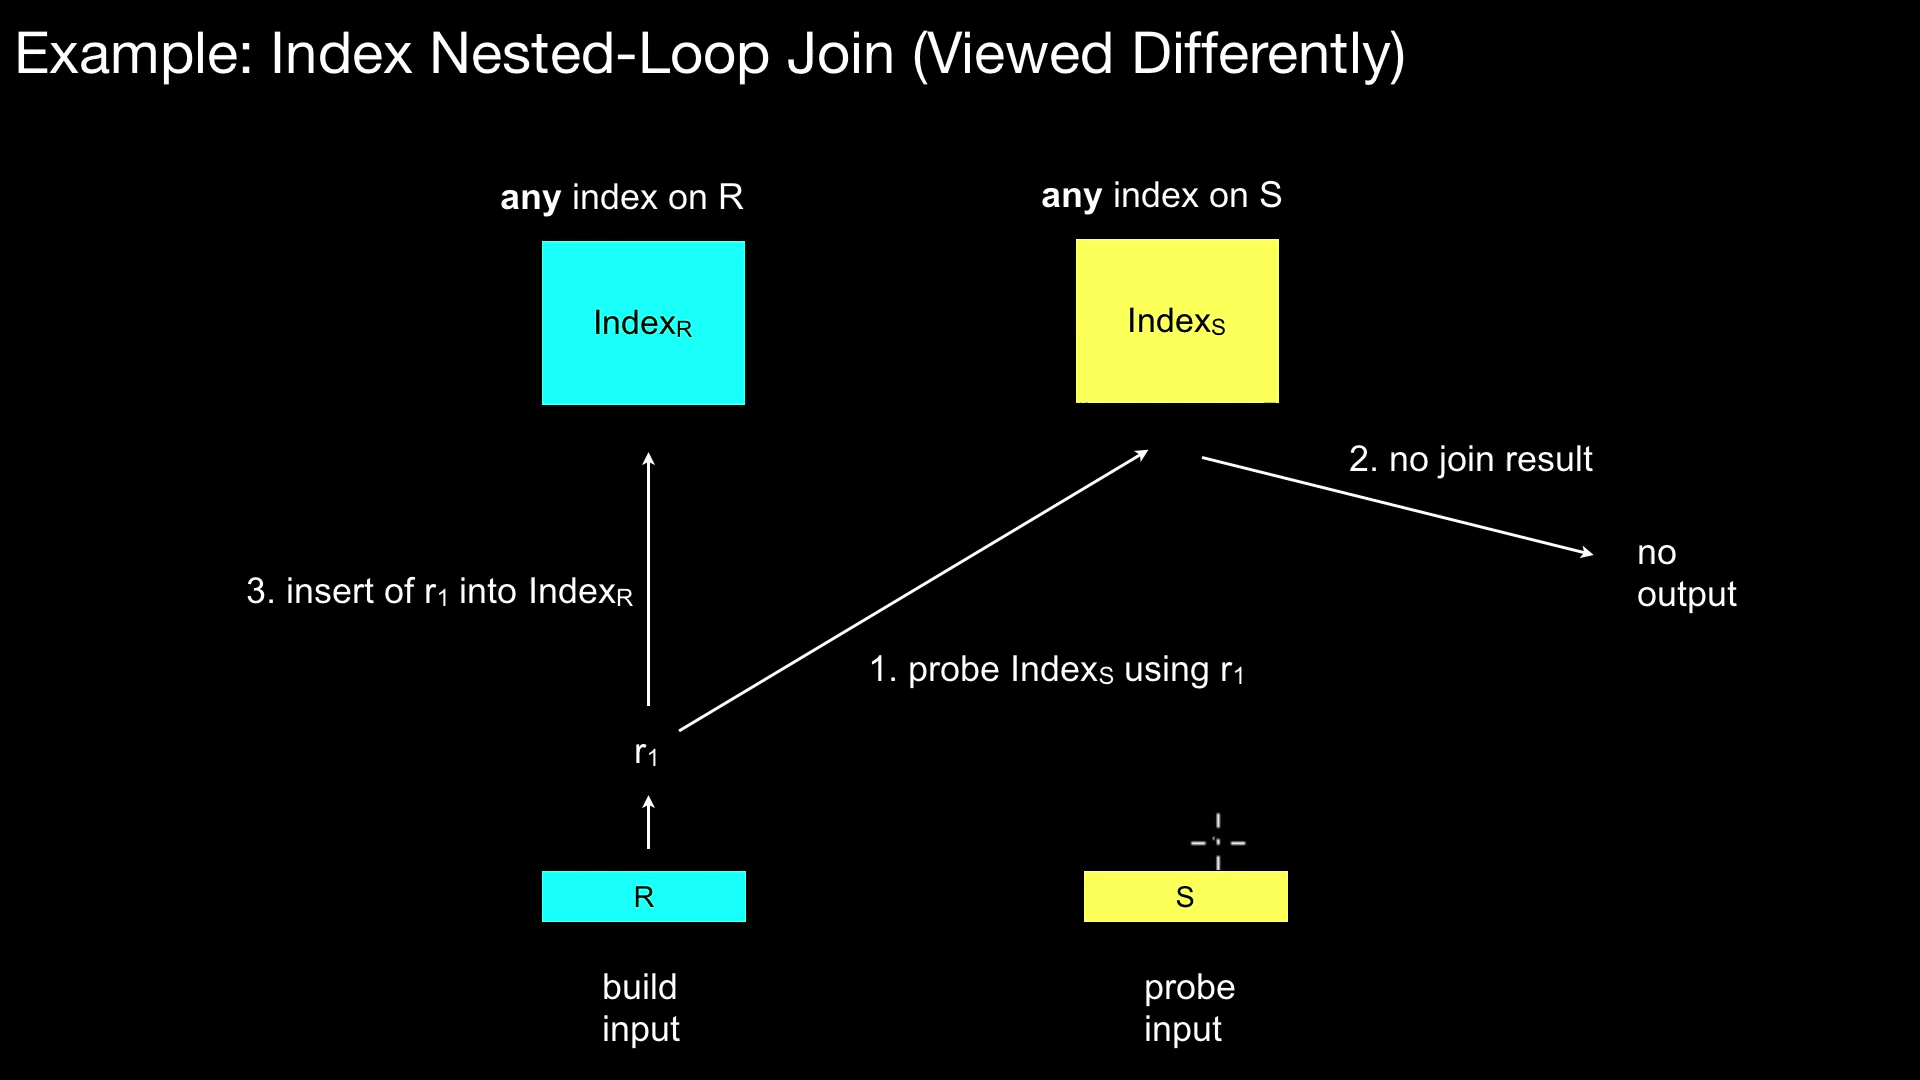 Example: Index Nested-Loop Join (Viewed Differently)
any index on R
any index on S
IndexR
IndexS
2. no join result
no
output
3. insert of r1 into IndexR
1. probe IndexS using r1
r1
R
S
build
input
probe
input